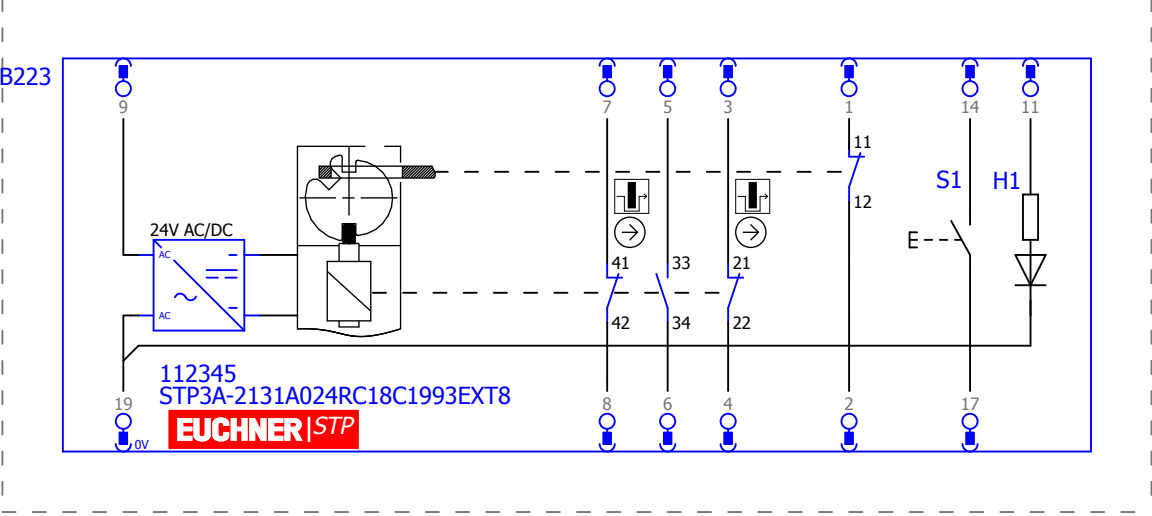 B223
9
7
5
3
1
14
11
11
12
S1
H1
24V AC/DC
AC
AC
41
33
21
42
34
22
E
112345
STP3A-2131A024RC18C1993EXT8
EUCHNER STP
19
0V
8
6
4
2
17